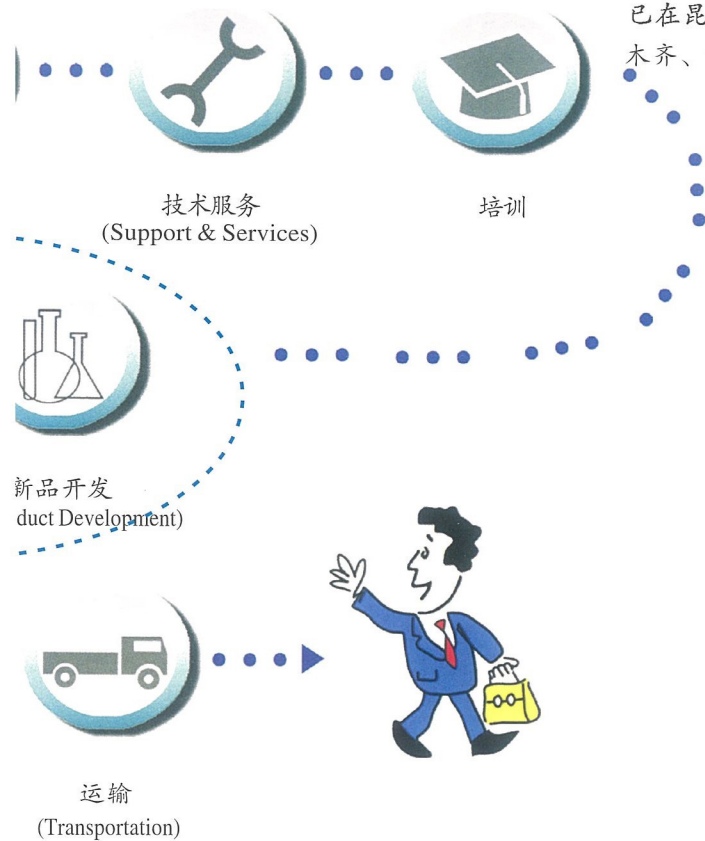 已在昆
木齐、
技术服务
(Support & Services)
培训
新品开发
duct Development)
运输
(Transportation)